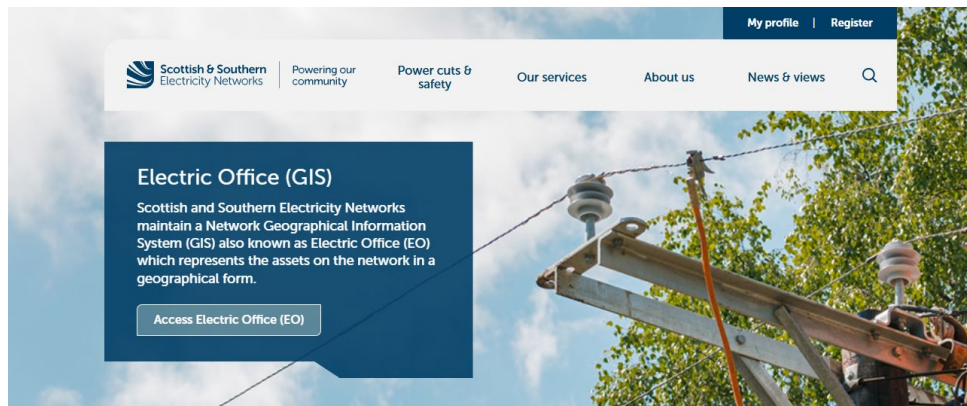 My profile | Register
Scottish & Southern
Electricity Networks
Powering our
community
Power cuts &
safety
Our services
About us
News & views
Electric Office (GIS)
Scottish and Southern Electricity Networks
maintain a Network Geographical Information
System (GIS) also known as Electric Office (EO)
which represents the assets on the network in a
geographical form.
Access Electric Office (EO)